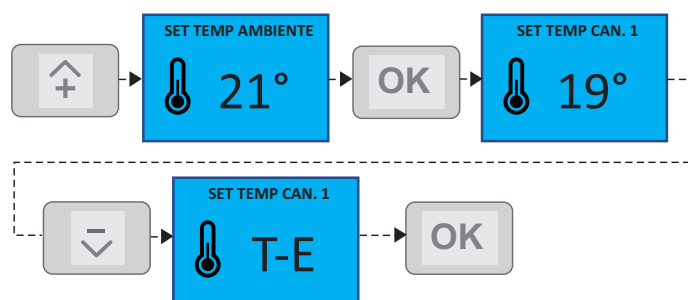 +
SET TEMP AMBIENTE
21°
OK
SET TEMP CAN. 1
19°
−
SET TEMP CAN. 1
T-E
OK